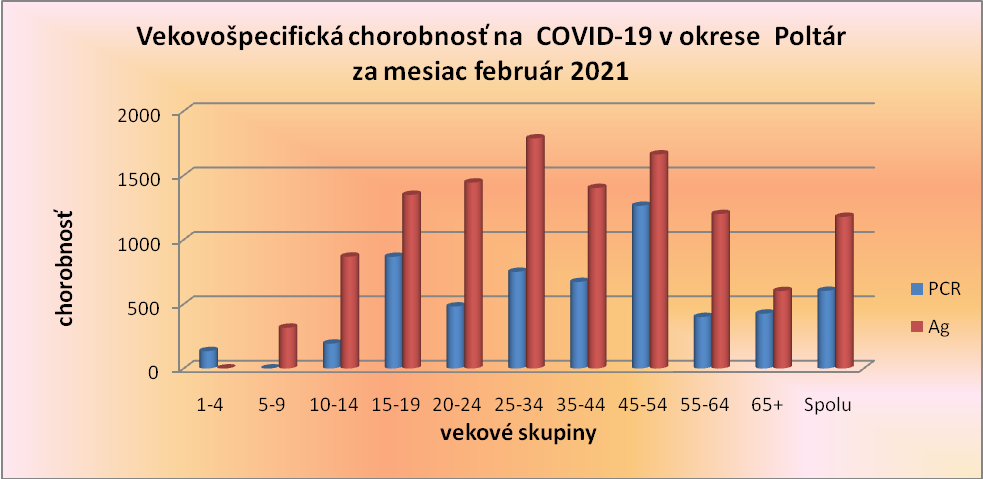 Vekovošpecifická chorobnosť na COVID-19 v okrese Poltár
za mesiac február 2021
2000
1500
1000
500
0
chorobnosť
1-4 5-9 10-14 15-19 20-24 25-34 35-44 45-54 55-64 65+ Spolu
vekové skupiny
PCR
Ag